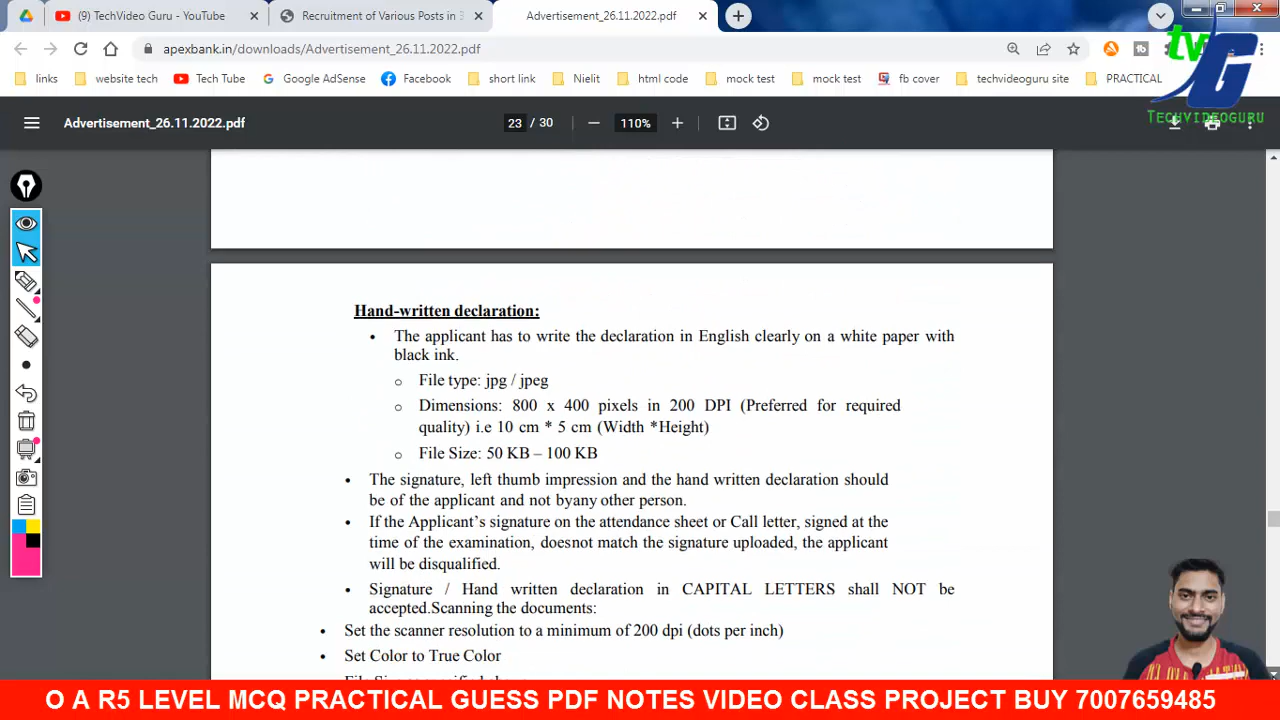 (9) TechVideo Guru - YouTube
Recruitment of Various Posts in
Advertisement_26.11.2022.pdf
apexbank.in/downloads/Advertisement_26.11.2022.pdf
links
website tech
Tech Tube
Google AdSense
Facebook
short link
Nielit
html code
mock test
mock test
fb cover
techvideoguru site
PRACTICAL
tv
G
TECHVIDEOGURU
Advertisement_26.11.2022.pdf
23 / 30
110%
Hand-written declaration:
• The applicant has to write the declaration in English clearly on a white paper with
black ink.
o File type: jpg / jpeg
o Dimensions: 800 x 400 pixels in 200 DPI (Preferred for required
quality) i.e 10 cm * 5 cm (Width *Height)
o File Size: 50 KB – 100 KB
• The signature, left thumb impression and the hand written declaration should
be of the applicant and not byany other person.
• If the Applicant's signature on the attendance sheet or Call letter, signed at the
time of the examination, doesnot match the signature uploaded, the applicant
will be disqualified.
• Signature / Hand written declaration in CAPITAL LETTERS shall NOT be
accepted.Scanning the documents:
• Set the scanner resolution to a minimum of 200 dpi (dots per inch)
• Set Color to True Color
O A R5 LEVEL MCQ PRACTICAL GUESS PDF NOTES VIDEO CLASS PROJECT BUY 7007659485